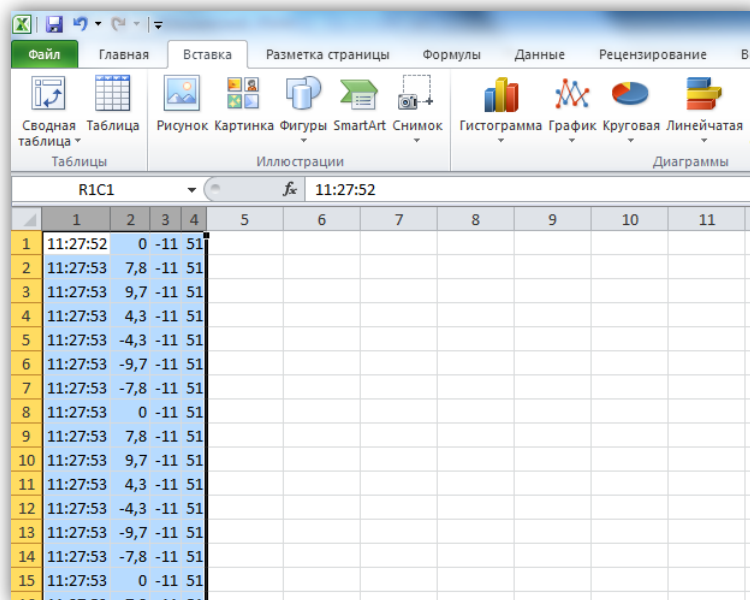 Файл Главная Вставка Разметка страницы Формулы Данные Рецензирование В
Сводная таблица Таблица Рисунок Картинка Фигуры SmartArt Снимок Гистограмма График Круговая Линейчатая
Таблицы Иллюстрации Диаграммы
R1C1 fx 11:27:52
1 2 3 4 5 6 7 8 9 10 11
1 11:27:52 0 -11 51
2 11:27:53 7,8 -11 51
3 11:27:53 9,7 -11 51
4 11:27:53 4,3 -11 51
5 11:27:53 -4,3 -11 51
6 11:27:53 -9,7 -11 51
7 11:27:53 -7,8 -11 51
8 11:27:53 0 -11 51
9 11:27:53 7,8 -11 51
10 11:27:53 9,7 -11 51
11 11:27:53 4,3 -11 51
12 11:27:53 -4,3 -11 51
13 11:27:53 -9,7 -11 51
14 11:27:53 -7,8 -11 51
15 11:27:53 0 -11 51